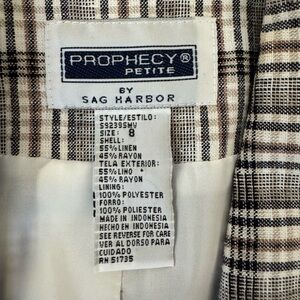 PROPHECY®
PETITE
BY
SAG HARBOR
STYLE/ESTILO:
SIZE: 8
SHELL:
55% LINEN
45% RAYON
TELA EXTERIOR:
55% LINO
45% RAYON
LINING:
100% POLYESTER
FORRO:
100% POLIESTER
MADE IN INDONESIA
HECHO EN INDONESIA
SEE REVERSE FOR CARE
VER AL DORSO PARA
CUIDADO
RN 51735